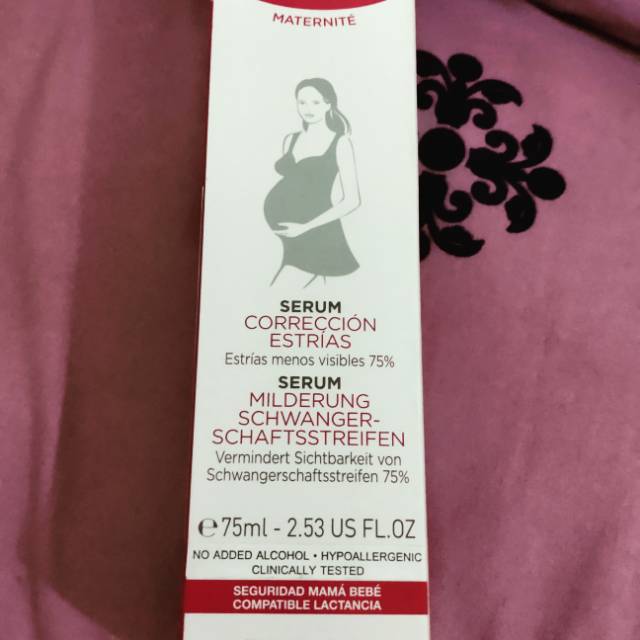 MATERNITÉ
SERUM
CORRECCIÓN
ESTRÍAS
Estrías menos visibles 75%
SERUM
MILDERUNG
SCHWANGER-
SCHAFTSSTREIFEN
Vermindert Sichtbarkeit von
Schwangerschaftsstreifen 75%
℮75ml - 2.53 US FL.OZ
NO ADDED ALCOHOL • HYPOALLERGENIC
CLINICALLY TESTED
SEGURIDAD MAMÁ BEBÉ
COMPATIBLE LACTANCIA